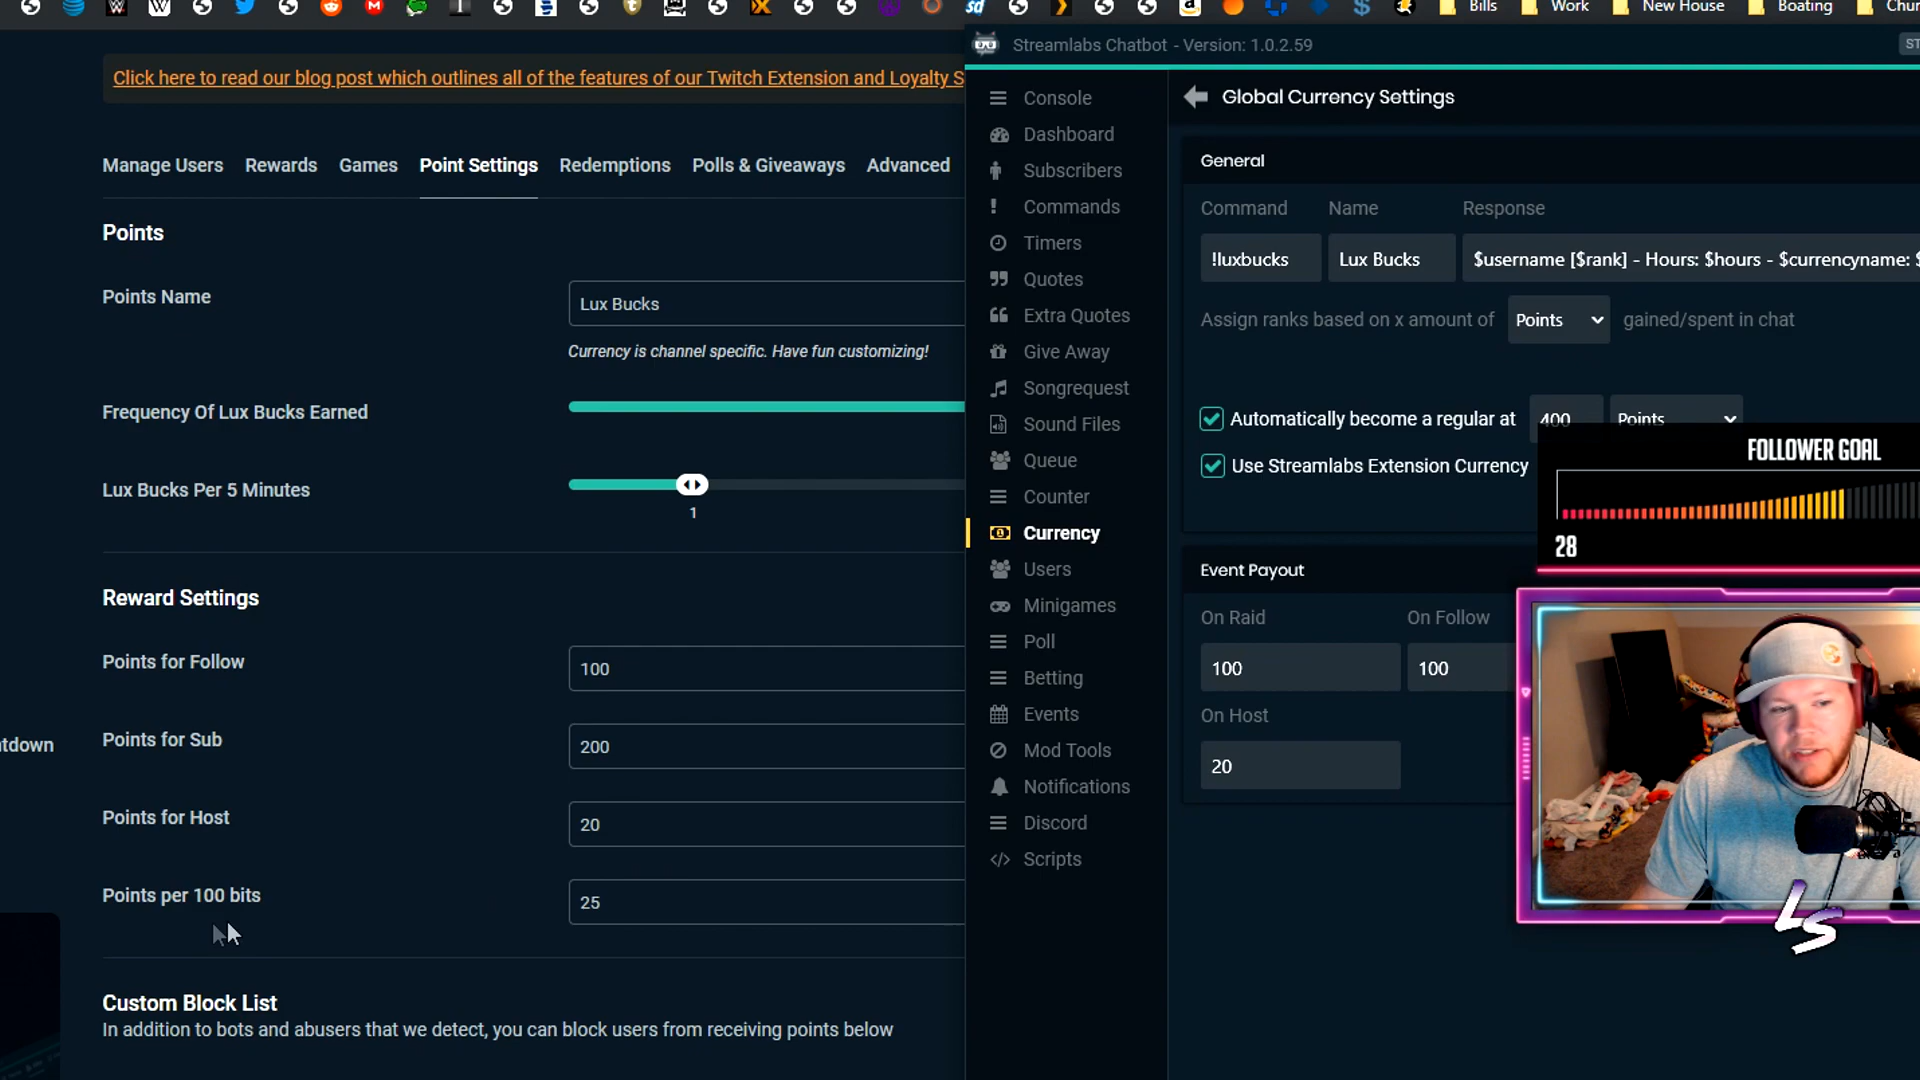 Bills
Work
New House
Boating
Click here to read our blog post which outlines all of the features of our Twitch Extension and Loyalty S
Manage Users
Rewards
Games
Point Settings
Redemptions
Polls & Giveaways
Advanced
Points
Points Name
Lux Bucks
Currency is channel specific. Have fun customizing!
Frequency Of Lux Bucks Earned
Lux Bucks Per 5 Minutes
1
Reward Settings
Points for Follow
100
Points for Sub
200
ntdown
Points for Host
20
Points per 100 bits
25
Custom Block List
In addition to bots and abusers that we detect, you can block users from receiving points below
Streamlabs Chatbot - Version: 1.0.2.59
ST
Console
Dashboard
Subscribers
Commands
Timers
Quotes
Extra Quotes
Give Away
Songrequest
Sound Files
Queue
Counter
Currency
Users
Minigames
Poll
Betting
Events
Mod Tools
Notifications
Discord
Scripts
Global Currency Settings
General
Command
Name
Response
!luxbucks
Lux Bucks
$username [$rank] - Hours: $hours - $currencyname: $
Assign ranks based on x amount of
Points
gained/spent in chat
Automatically become a regular at
400
Points
Use Streamlabs Extension Currency
Event Payout
On Raid
On Follow
100
100
On Host
20
FOLLOWER GOAL
28
LS